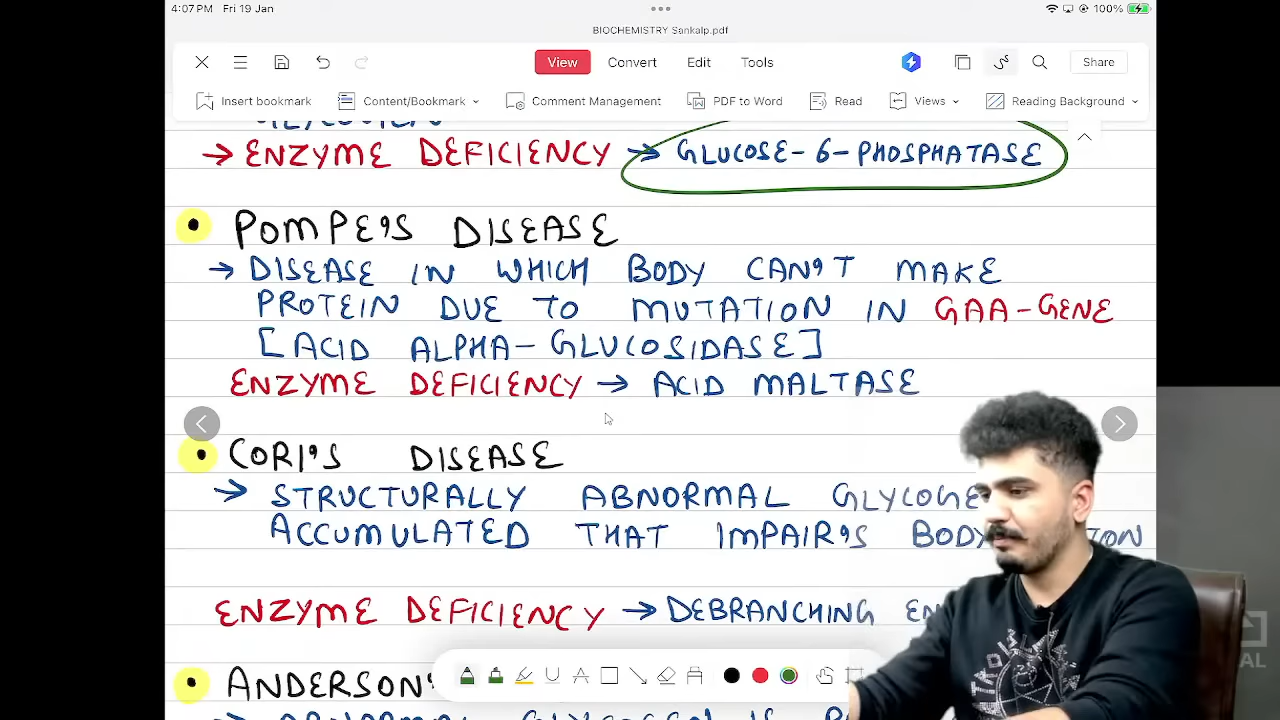 4:07 PM Fri 19 Jan
100%
BIOCHEMISTRY Sankalp.pdf
View Convert Edit Tools Share
Insert bookmark Content/Bookmark Comment Management PDF to Word Read Views Reading Background
→ ENZYME DEFICIENCY → GLUCOSE-6-PHOSPHATASE
• POMPE'S DISEASE
→ DISEASE IN WHICH BODY CAN'T MAKE
PROTEIN DUE TO MUTATION IN GAA-GENE
[ACID ALPHA-GLUCOSIDASE]
ENZYME DEFICIENCY → ACID MALTASE
• CORI'S DISEASE
→ STRUCTURALLY ABNORMAL
ACCUMULATED THAT IMPAIR'S
ENZYME DEFICIENCY → DEBRANCHING
• ANDERSON'
ABNORMAL